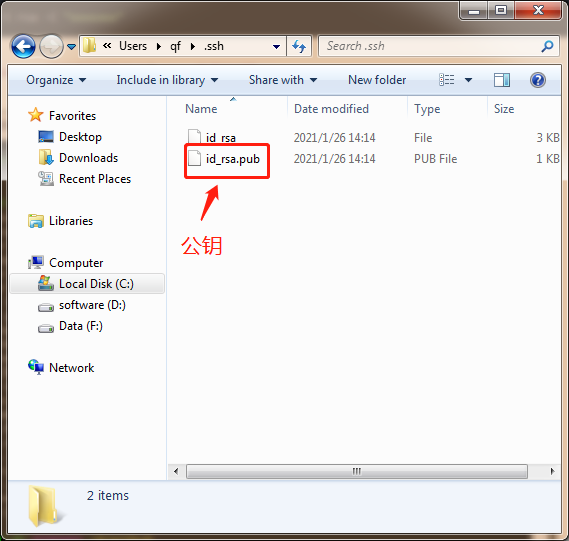 « Users ▸ qf ▸ .ssh
Search .ssh
Organize Include in library Share with New folder
Name Date modified Type Size
id_rsa 2021/1/26 14:14 File 3 KB
id_rsa.pub 2021/1/26 14:14 PUB File 1 KB
公钥
Favorites
Desktop
Downloads
Recent Places
Libraries
Computer
Local Disk (C:)
software (D:)
Data (F:)
Network
2 items